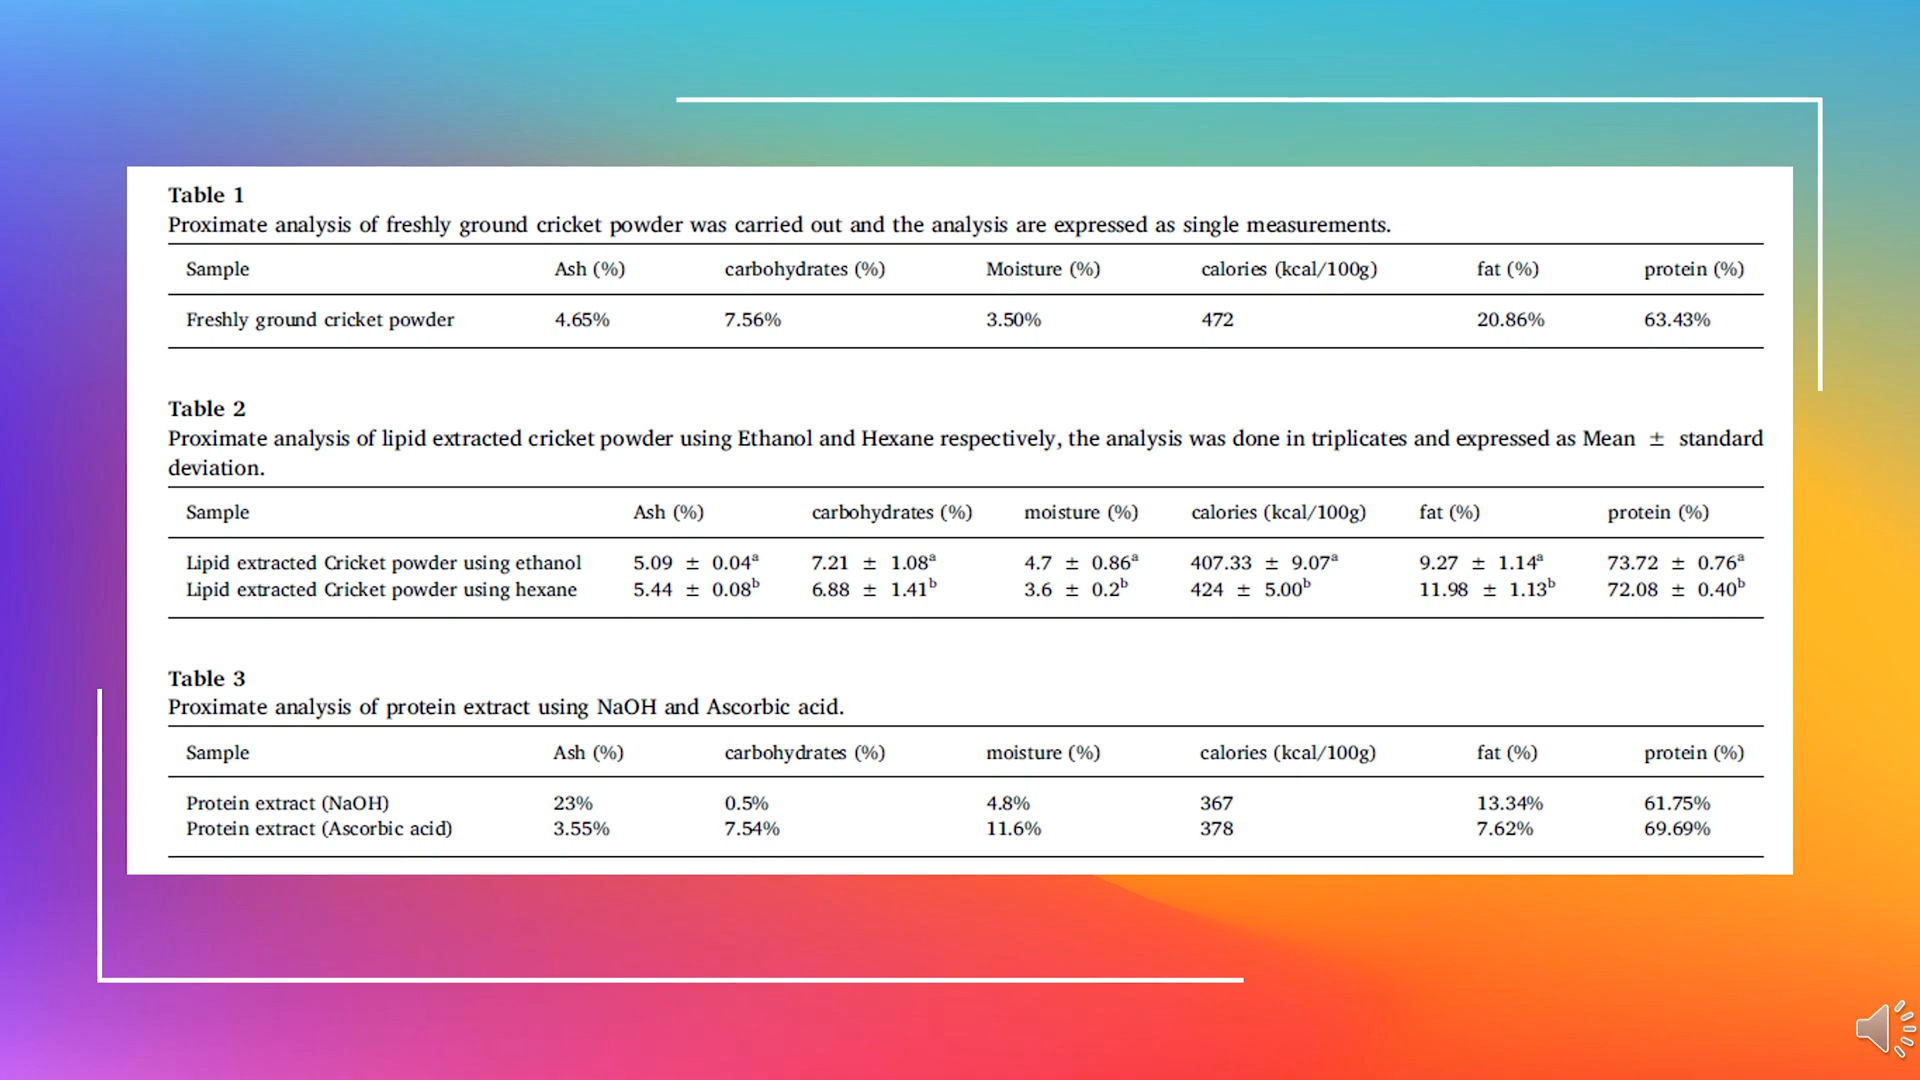 Table 1
Proximate analysis of freshly ground cricket powder was carried out and the analysis are expressed as single measurements.
Sample Ash (%) carbohydrates (%) Moisture (%) calories (kcal/100g) fat (%) protein (%)
Freshly ground cricket powder 4.65% 7.56% 3.50% 472 20.86% 63.43%
Table 2
Proximate analysis of lipid extracted cricket powder using Ethanol and Hexane respectively, the analysis was done in triplicates and expressed as Mean ± standard
deviation.
Sample Ash (%) carbohydrates (%) moisture (%) calories (kcal/100g) fat (%) protein (%)
Lipid extracted Cricket powder using ethanol 5.09 ± 0.04ᵃ 7.21 ± 1.08ᵃ 4.7 ± 0.86ᵃ 407.33 ± 9.07ᵃ 9.27 ± 1.14ᵃ 73.72 ± 0.76ᵃ
Lipid extracted Cricket powder using hexane 5.44 ± 0.08ᵇ 6.88 ± 1.41ᵇ 3.6 ± 0.2ᵇ 424 ± 5.00ᵇ 11.98 ± 1.13ᵇ 72.08 ± 0.40ᵇ
Table 3
Proximate analysis of protein extract using NaOH and Ascorbic acid.
Sample Ash (%) carbohydrates (%) moisture (%) calories (kcal/100g) fat (%) protein (%)
Protein extract (NaOH) 23% 0.5% 4.8% 367 13.34% 61.75%
Protein extract (Ascorbic acid) 3.55% 7.54% 11.6% 378 7.62% 69.69%